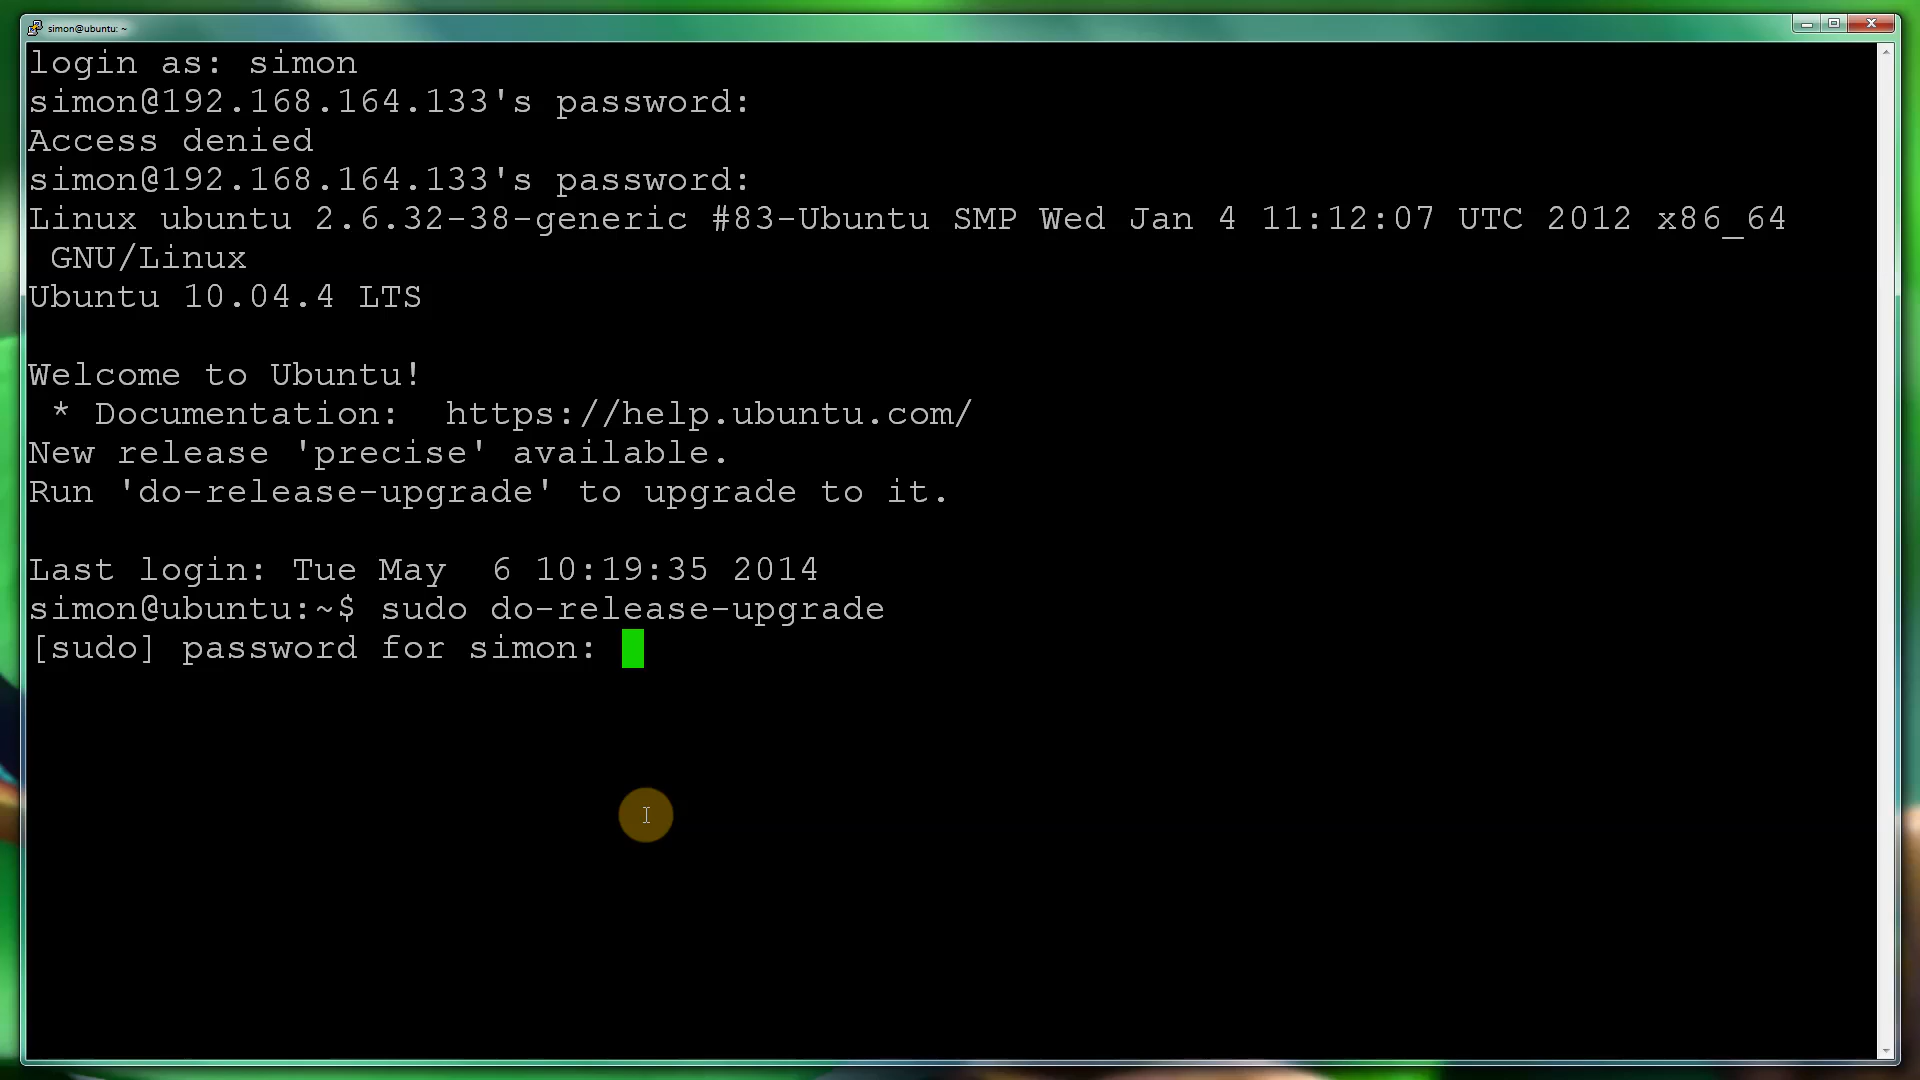 simon@ubuntu: ~
login as: simon
simon@192.168.164.133's password:
Access denied
simon@192.168.164.133's password:
Linux ubuntu 2.6.32-38-generic #83-Ubuntu SMP Wed Jan 4 11:12:07 UTC 2012 x86_64
 GNU/Linux
Ubuntu 10.04.4 LTS

Welcome to Ubuntu!
 * Documentation:  https://help.ubuntu.com/
New release 'precise' available.
Run 'do-release-upgrade' to upgrade to it.

Last login: Tue May  6 10:19:35 2014
simon@ubuntu:~$ sudo do-release-upgrade
[sudo] password for simon: